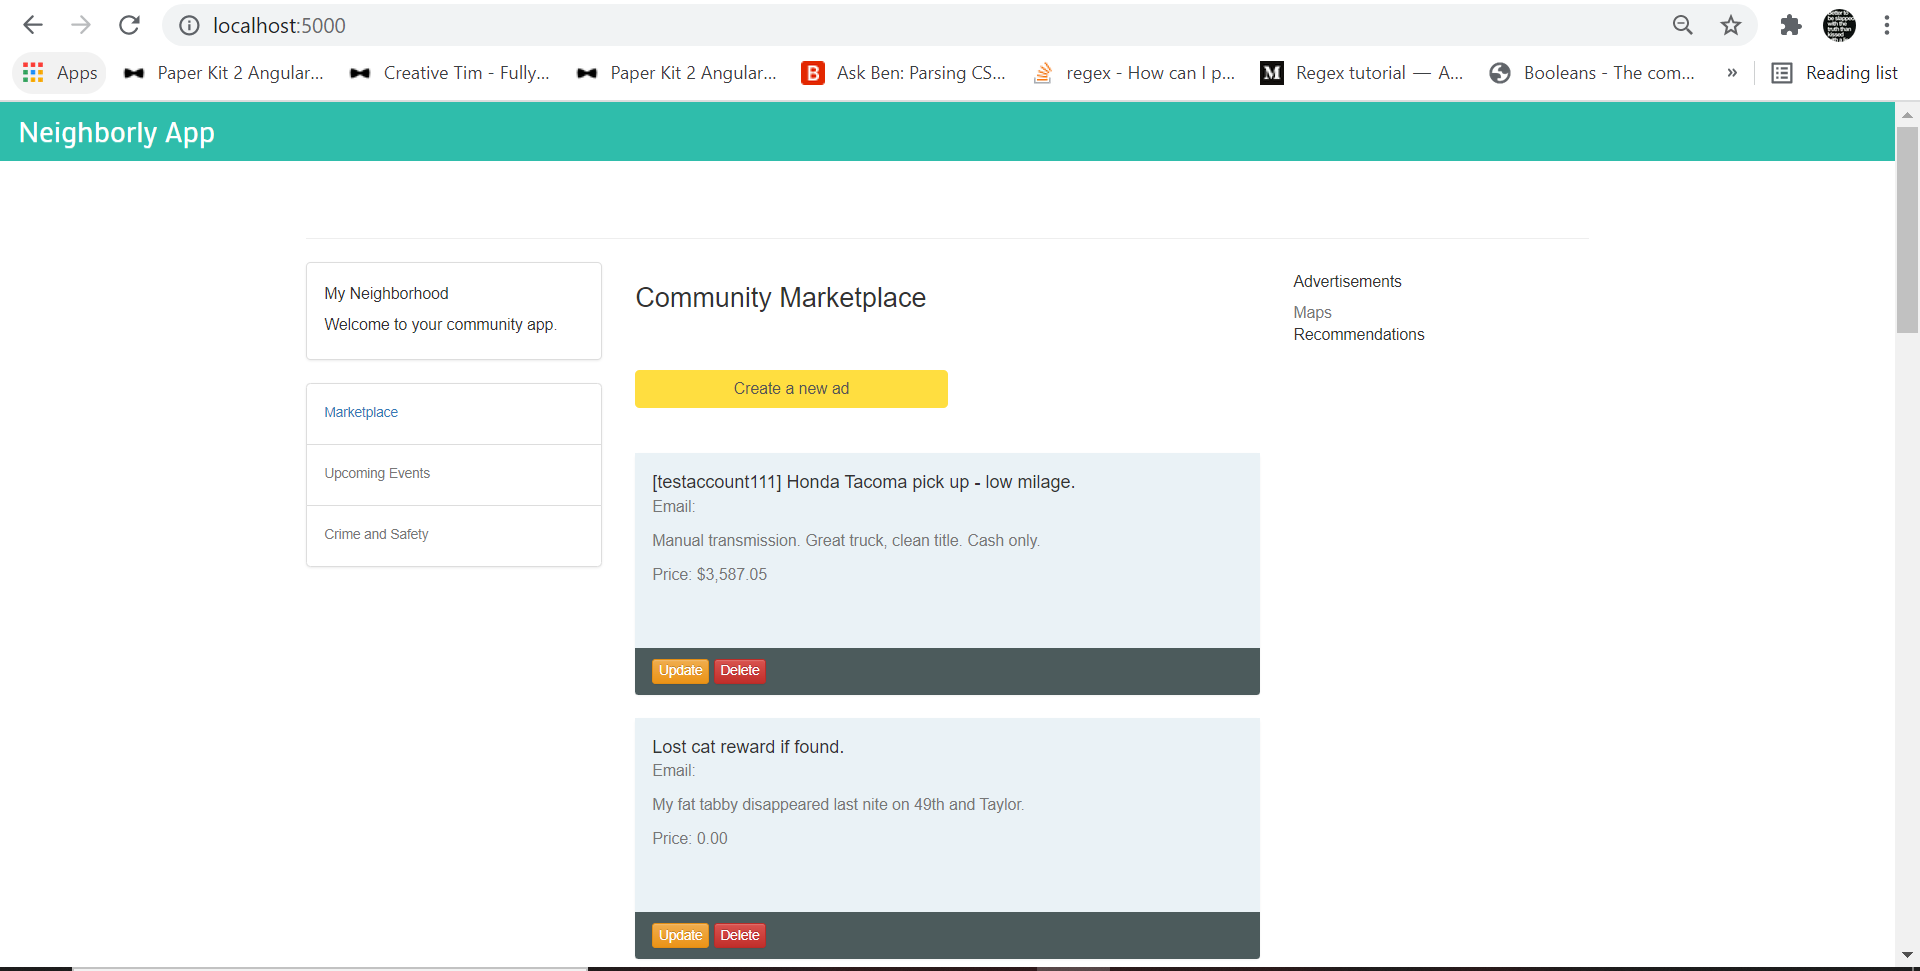 localhost:5000
Apps
Paper Kit 2 Angular...
Creative Tim - Fully...
Paper Kit 2 Angular...
B
Ask Ben: Parsing CS...
regex - How can I p...
M
Regex tutorial — A...
Booleans - The com...
»
Reading list
Neighborly App
My Neighborhood
Welcome to your community app.
Marketplace
Upcoming Events
Crime and Safety
Community Marketplace
Create a new ad
[testaccount111] Honda Tacoma pick up - low milage.
Email:
Manual transmission. Great truck, clean title. Cash only.
Price: $3,587.05
Update Delete
Lost cat reward if found.
Email:
My fat tabby disappeared last nite on 49th and Taylor.
Price: 0.00
Update Delete
Advertisements
Maps
Recommendations